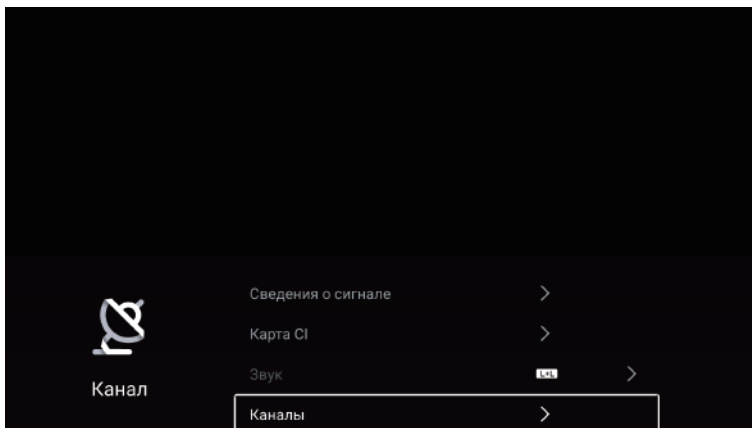 Сведения о сигнале
Карта CI
Звук L+L
Канал
Каналы